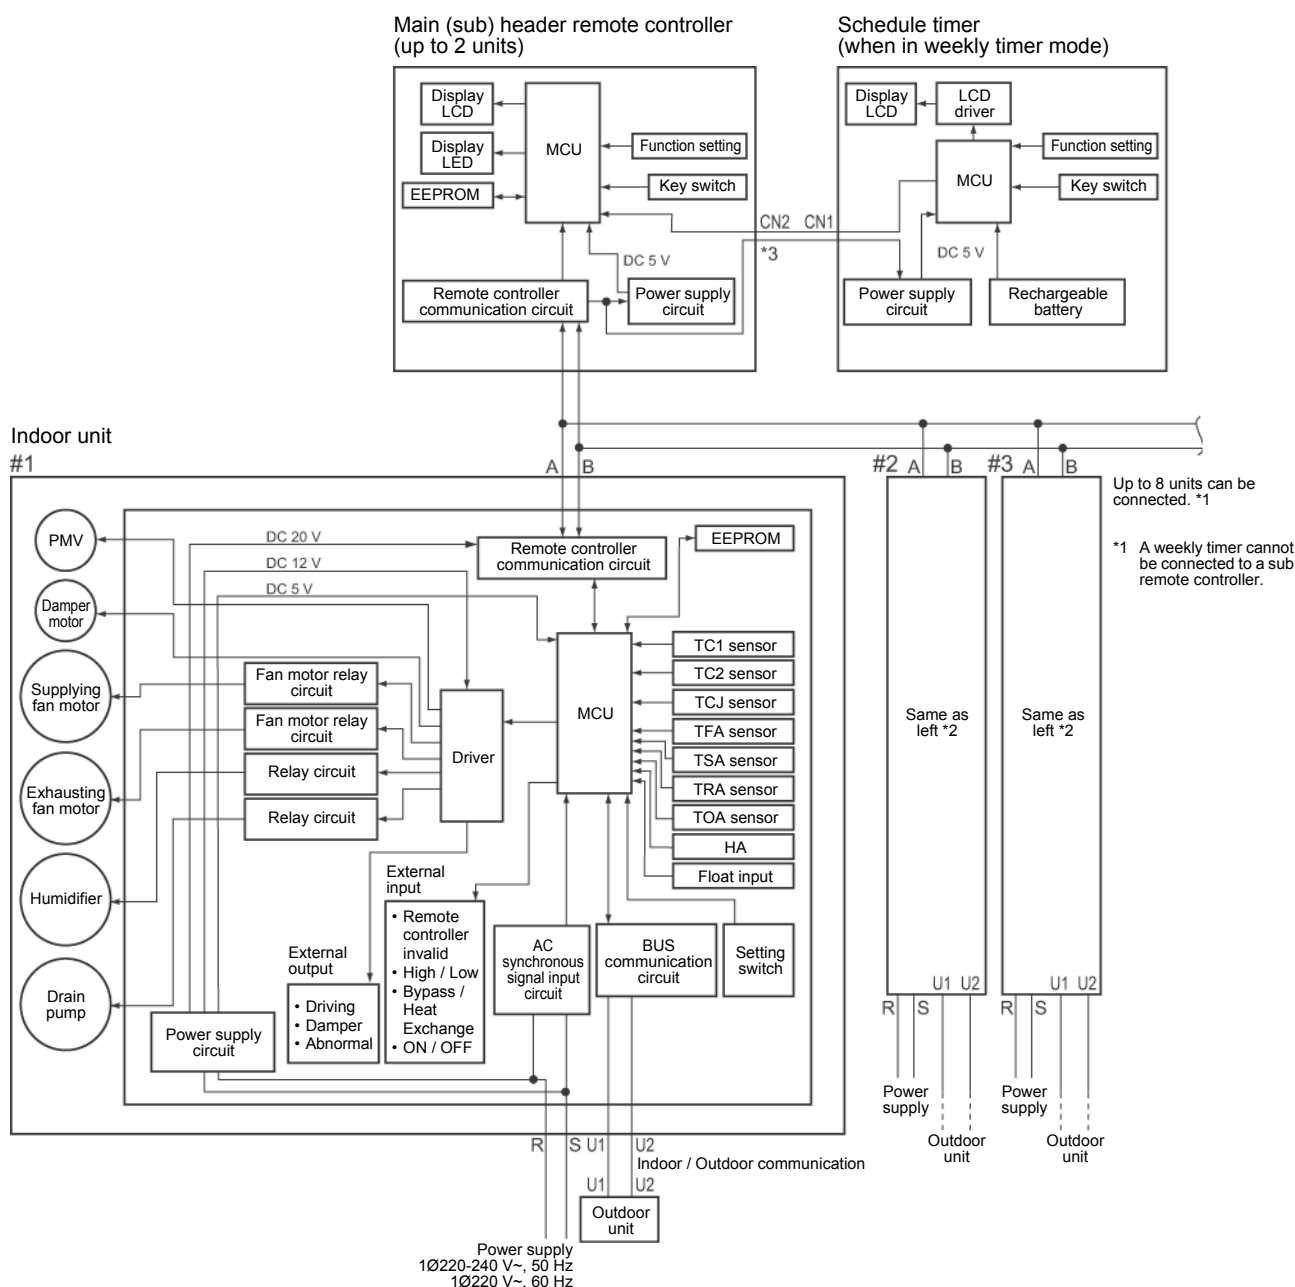 Main (sub) header remote controller
(up to 2 units)
Schedule timer
(when in weekly timer mode)
Display
LCD
Display
LED
EEPROM
MCU
Function setting
Key switch
DC 5 V
Remote controller
communication circuit
Power supply
circuit
CN2
CN1
*3
Display
LCD
LCD
driver
MCU
Function setting
Key switch
DC 5 V
Power supply
circuit
Rechargeable
battery
Indoor unit
#1
A
B
#2
A
B
#3
A
B
Up to 8 units can be
connected. *1
*1 A weekly timer cannot
be connected to a sub
remote controller.
PMV
Damper
motor
Supplying
fan motor
Exhausting
fan motor
Humidifier
Drain
pump
DC 20 V
DC 12 V
DC 5 V
Remote controller
communication circuit
EEPROM
Fan motor relay
circuit
Fan motor relay
circuit
Relay circuit
Relay circuit
Driver
MCU
TC1 sensor
TC2 sensor
TCJ sensor
TFA sensor
TSA sensor
TRA sensor
TOA sensor
HA
Float input
Same as
left *2
Same as
left *2
External
input
• Remote
controller
invalid
• High / Low
• Bypass /
Heat
Exchange
• ON / OFF
External
output
• Driving
• Damper
• Abnormal
Power supply
circuit
AC
synchronous
signal input
circuit
BUS
communication
circuit
Setting
switch
U1
U2
U1
U2
R
S
R
S
Power
supply
Power
supply
Outdoor
unit
Outdoor
unit
R
S
U1
U2
Indoor / Outdoor communication
U1
U2
Outdoor
unit
Power supply
1Ø220-240 V~, 50 Hz
1Ø220 V~, 60 Hz